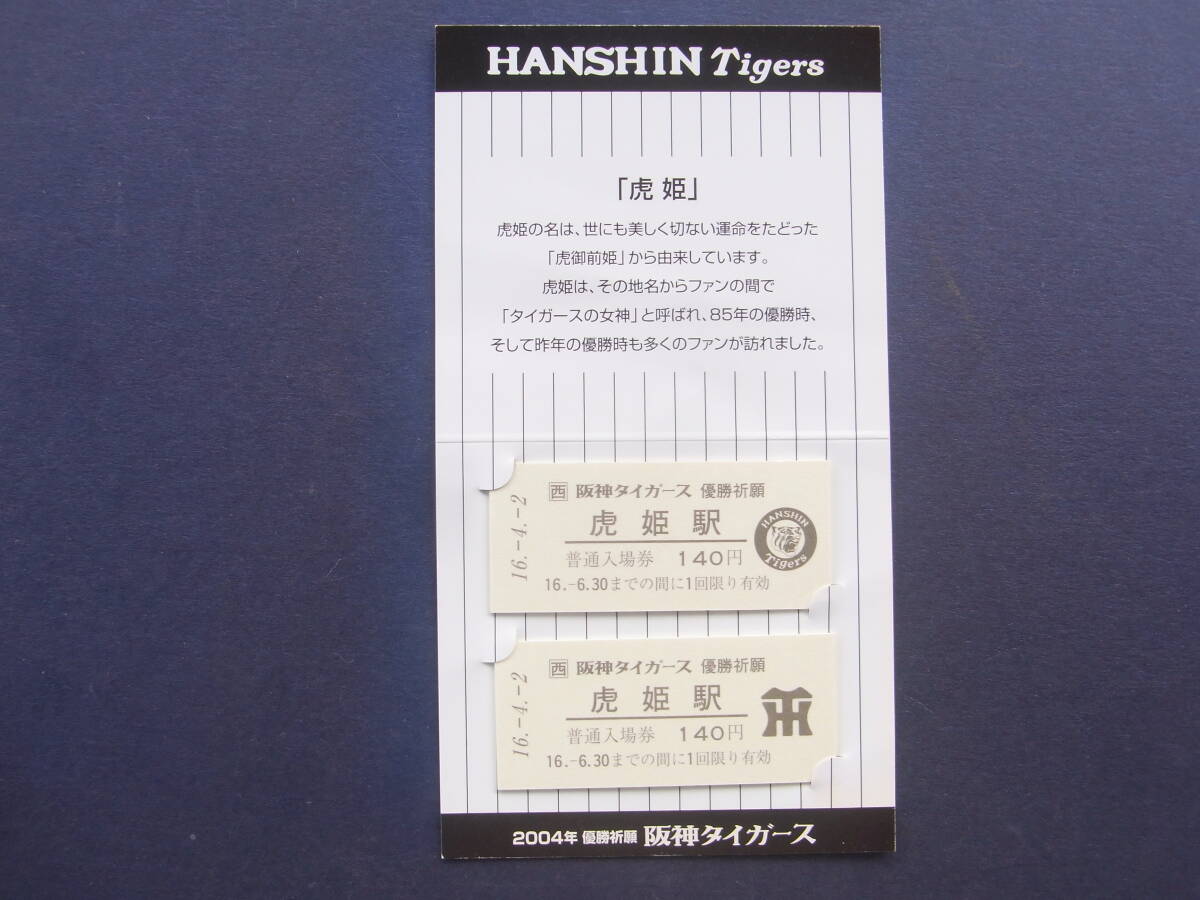 HANSHIN Tigers
「虎 姫」
虎姫の名は、世にも美しく切ない運命をたどった
「虎御前姫」から由来しています。
虎姫は、その地名からファンの間で
「タイガースの女神」と呼ばれ、85年の優勝時、
そして昨年の優勝時も多くのファンが訪れました。
16.-4.-2
西 阪神タイガース 優勝祈願
虎姫駅
普通入場券 140円
16.-6.30までの間に1回限り有効
HANSHIN
Tigers
16.-4.-2
西 阪神タイガース 優勝祈願
虎姫駅
普通入場券 140円
16.-6.30までの間に1回限り有効
TH
2004年 優勝祈願 阪神タイガース